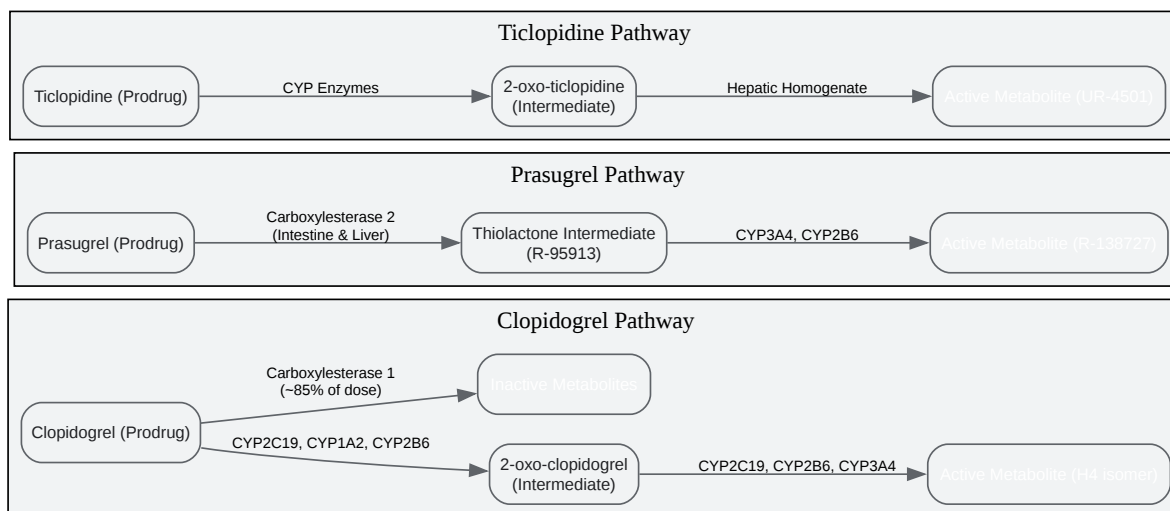 Ticlopidine Pathway
Ticlopidine (Prodrug)
CYP Enzymes
2-oxo-ticlopidine
(Intermediate)
Hepatic Homogenate
Active Metabolite (UR-4501)
Prasugrel Pathway
Prasugrel (Prodrug)
Carboxylesterase 2
(Intestine & Liver)
Thiolactone Intermediate
(R-95913)
CYP3A4, CYP2B6
Active Metabolite (R-138727)
Clopidogrel Pathway
Clopidogrel (Prodrug)
Carboxylesterase 1
(~85% of dose)
Inactive Metabolites
CYP2C19, CYP1A2, CYP2B6
2-oxo-clopidogrel
(Intermediate)
CYP2C19, CYP2B6, CYP3A4
Active Metabolite (H4 isomer)